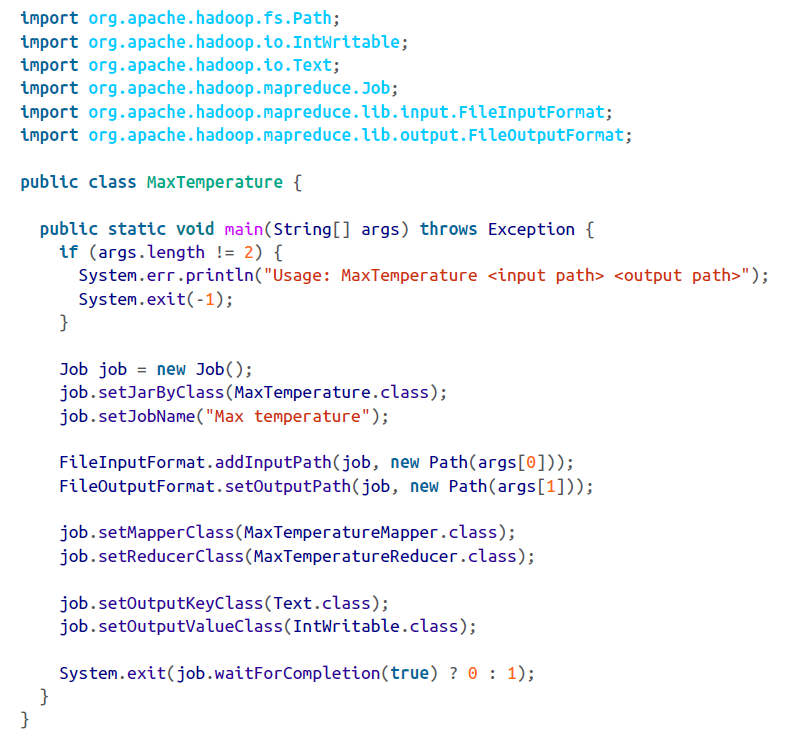 import org.apache.hadoop.fs.Path;
import org.apache.hadoop.io.IntWritable;
import org.apache.hadoop.io.Text;
import org.apache.hadoop.mapreduce.Job;
import org.apache.hadoop.mapreduce.lib.input.FileInputFormat;
import org.apache.hadoop.mapreduce.lib.output.FileOutputFormat;

public class MaxTemperature {

  public static void main(String[] args) throws Exception {
    if (args.length != 2) {
      System.err.println("Usage: MaxTemperature <input path> <output path>");
      System.exit(-1);
    }

    Job job = new Job();
    job.setJarByClass(MaxTemperature.class);
    job.setJobName("Max temperature");

    FileInputFormat.addInputPath(job, new Path(args[0]));
    FileOutputFormat.setOutputPath(job, new Path(args[1]));

    job.setMapperClass(MaxTemperatureMapper.class);
    job.setReducerClass(MaxTemperatureReducer.class);

    job.setOutputKeyClass(Text.class);
    job.setOutputValueClass(IntWritable.class);

    System.exit(job.waitForCompletion(true) ? 0 : 1);
  }
}